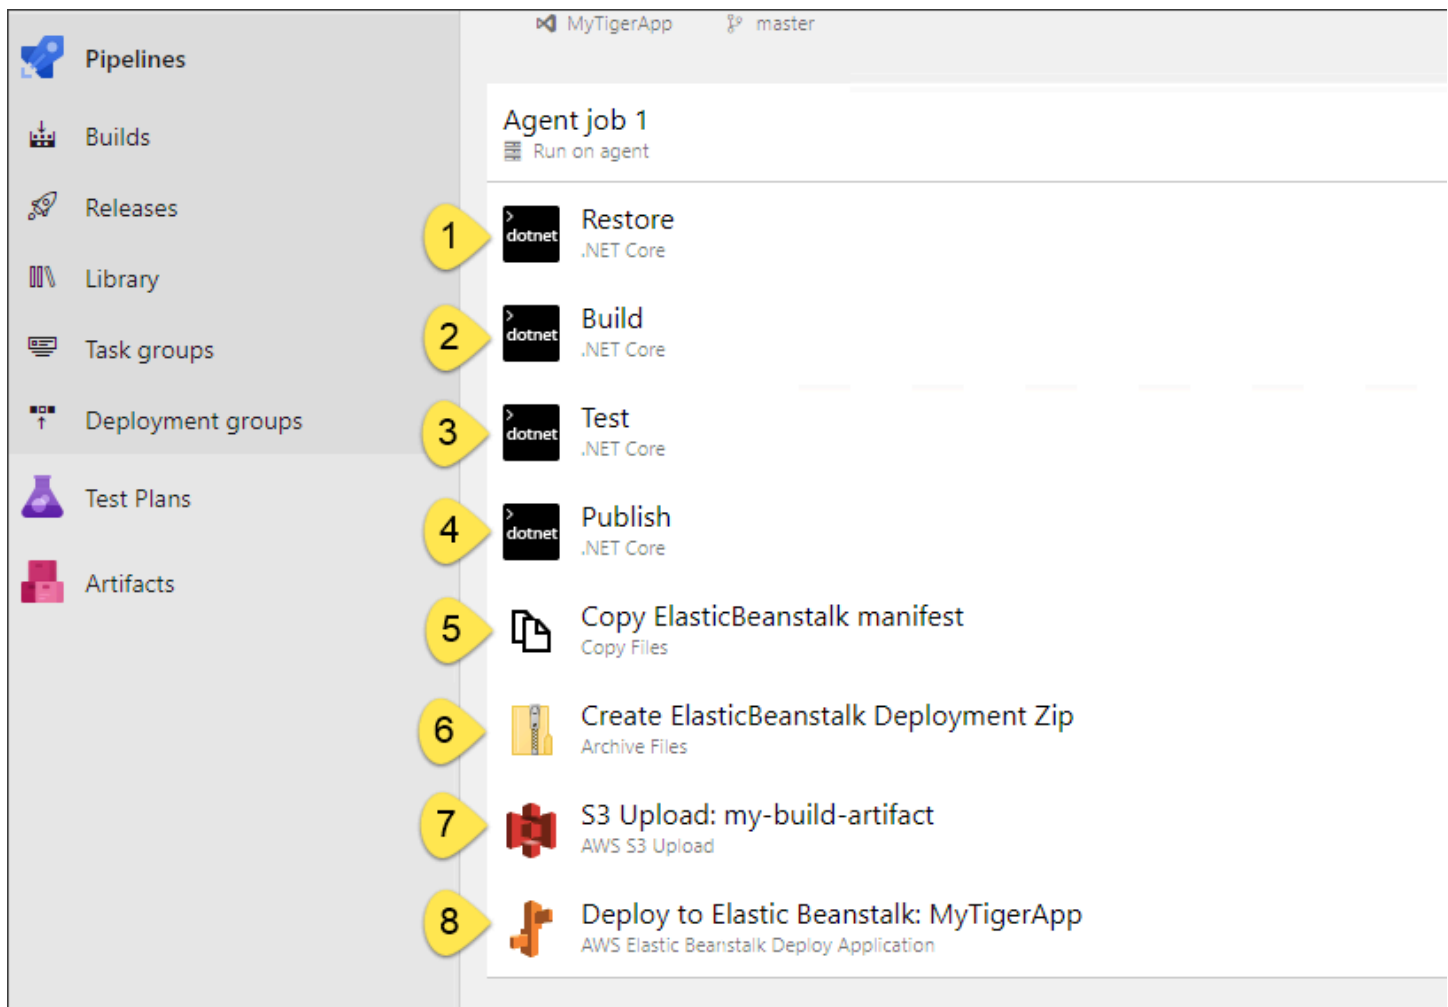 MyTigerApp master
Pipelines
Builds
Releases
Library
Task groups
Deployment groups
Test Plans
Artifacts
Agent job 1
Run on agent
1
>
dotnet
Restore
.NET Core
2
>
dotnet
Build
.NET Core
3
>
dotnet
Test
.NET Core
4
>
dotnet
Publish
.NET Core
5
Copy ElasticBeanstalk manifest
Copy Files
6
Create ElasticBeanstalk Deployment Zip
Archive Files
7
S3 Upload: my-build-artifact
AWS S3 Upload
8
Deploy to Elastic Beanstalk: MyTigerApp
AWS Elastic Beanstalk Deploy Application